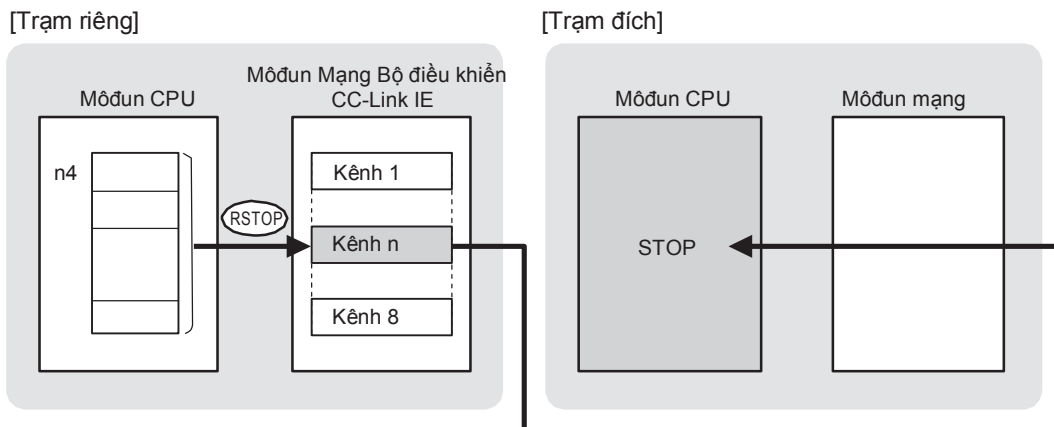 [Trạm riêng]
Môđun CPU
n4
RSTOP
Môđun Mạng Bộ điều khiển
CC-Link IE
Kênh 1
Kênh n
Kênh 8
[Trạm đích]
Môđun CPU
STOP
Môđun mạng